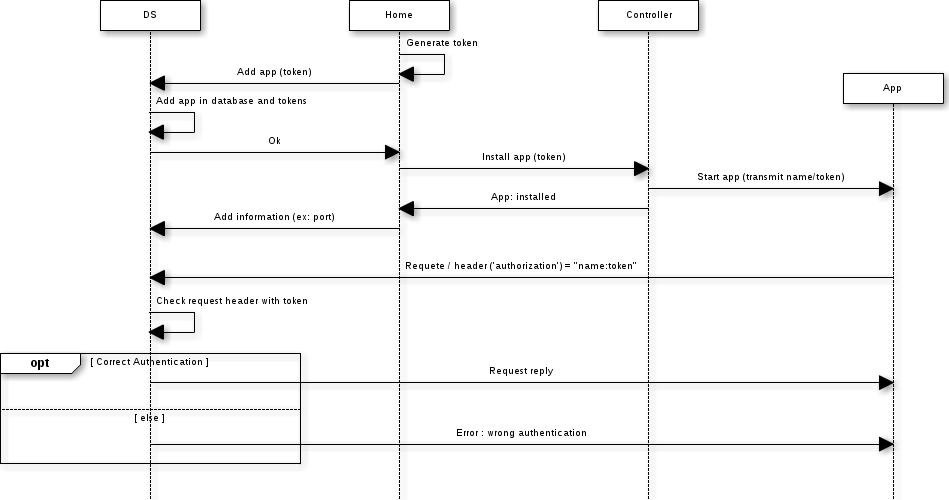 DS
Home
Controller
Generate token
Add app (token)
App
Add app in database and tokens
Ok
Install app (token)
Start app (transmit name/token)
App: installed
Add information (ex: port)
Requete / header ('authorization') = "name:token"
Check request header with token
opt
[ Correct Authentication ]
Request reply
[ else ]
Error : wrong authentication